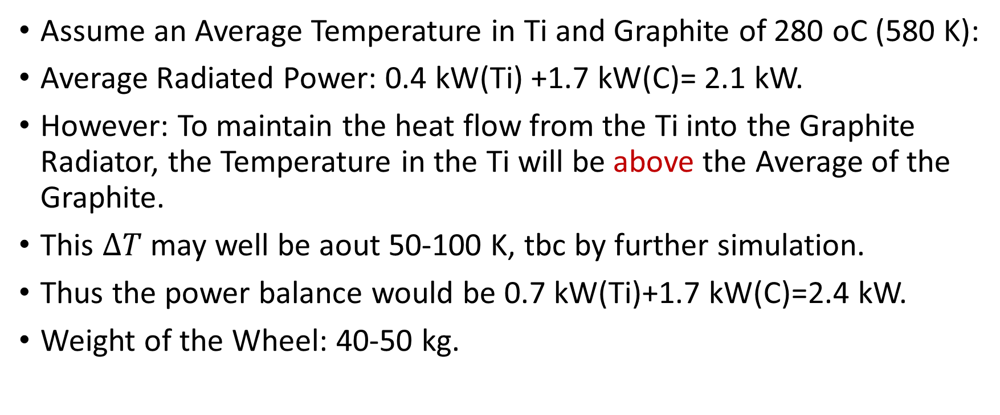 • Assume an Average Temperature in Ti and Graphite of 280 oC (580 K):
• Average Radiated Power: 0.4 kW(Ti) +1.7 kW(C)= 2.1 kW.
• However: To maintain the heat flow from the Ti into the Graphite
Radiator, the Temperature in the Ti will be above the Average of the
Graphite.
• This Δ𝑇 may well be aout 50-100 K, tbc by further simulation.
• Thus the power balance would be 0.7 kW(Ti)+1.7 kW(C)=2.4 kW.
• Weight of the Wheel: 40-50 kg.